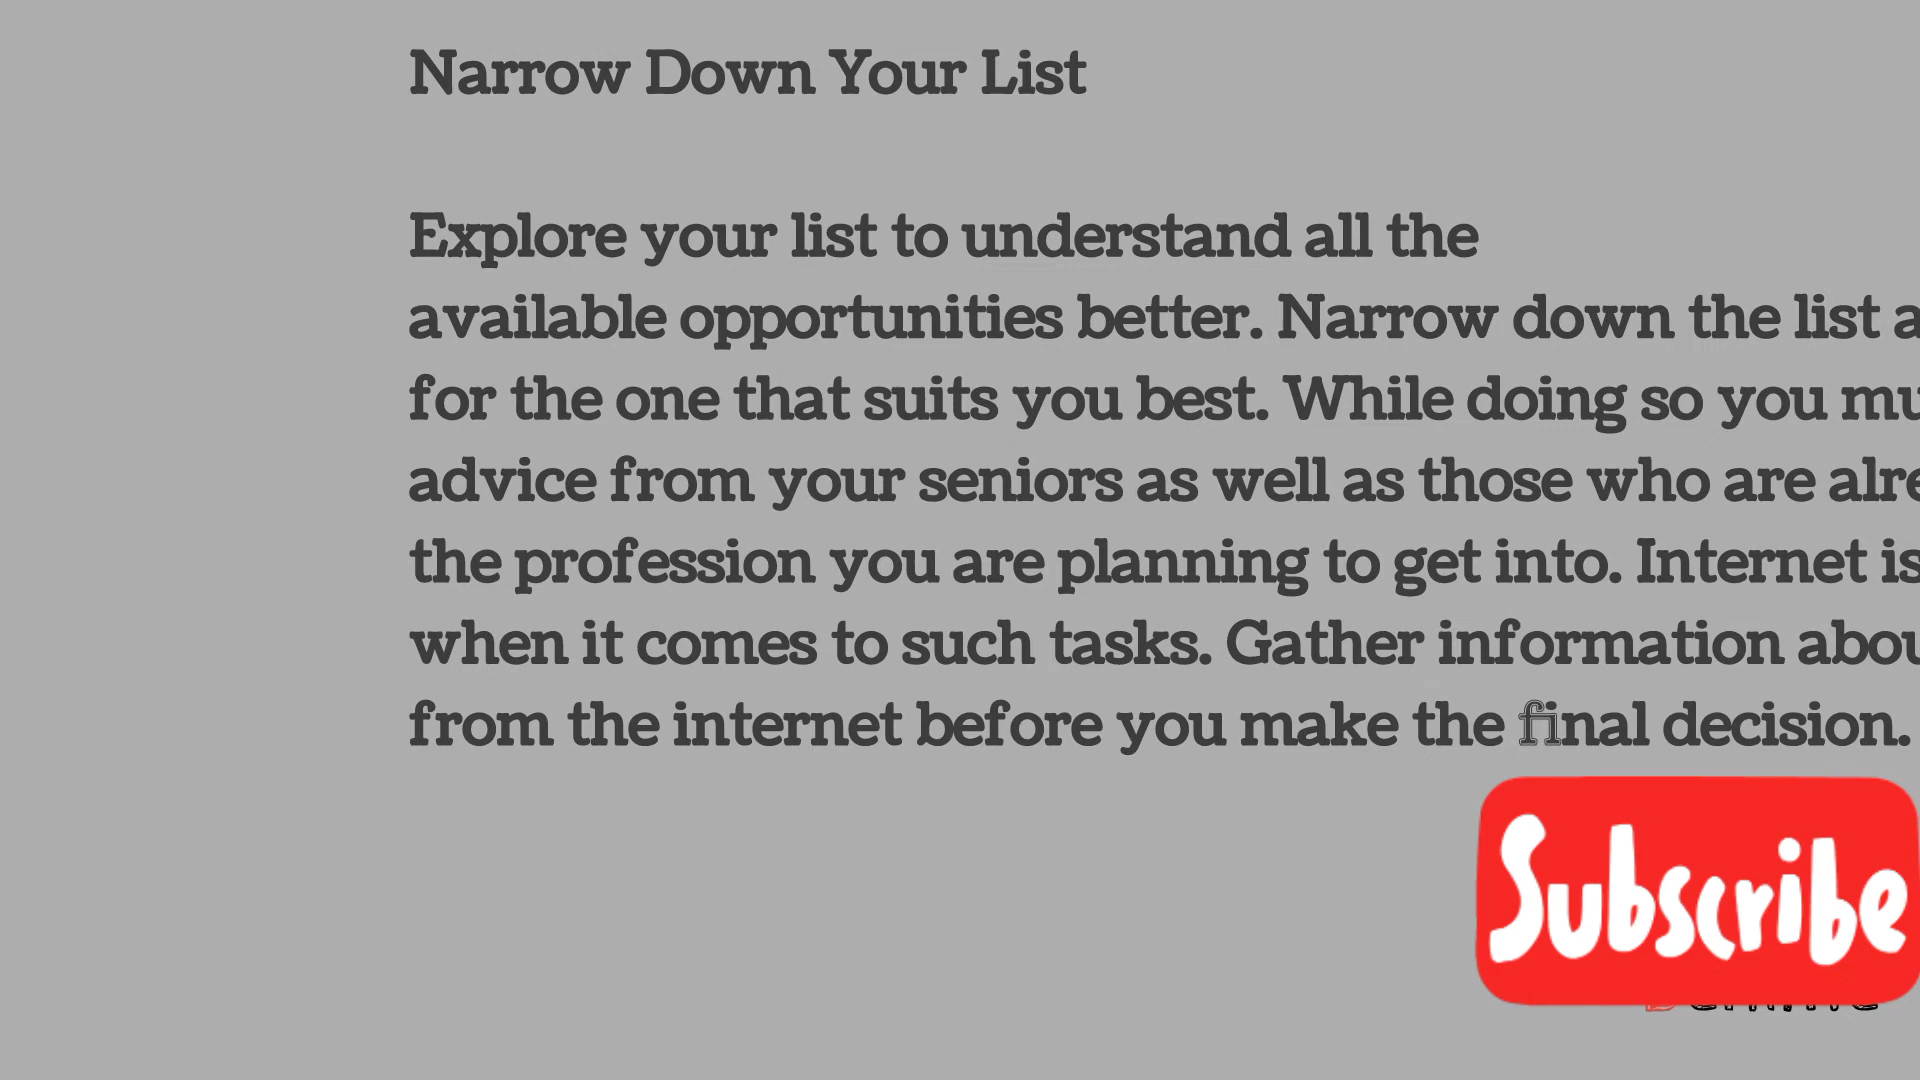 Narrow Down Your List
Explore your list to understand all the
available opportunities better. Narrow down the list
for the one that suits you best. While doing so you
advice from your seniors as well as those who are
the profession you are planning to get into. Internet is
when it comes to such tasks. Gather information
from the internet before you make the final decision.
Subscribe